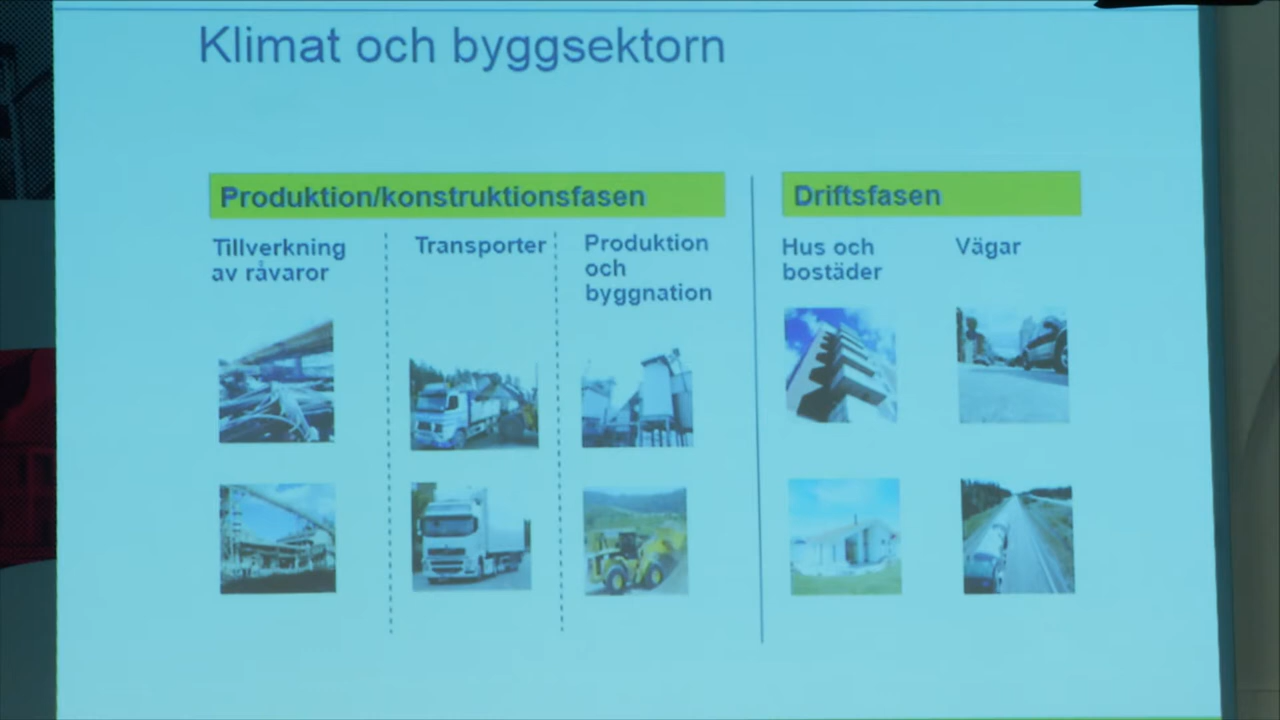 Klimat och byggsektorn
Produktion/konstruktionsfasen
Tillverkning
av råvaror
Transporter
Produktion
och
byggnation
Driftsfasen
Hus och
bostäder
Vägar